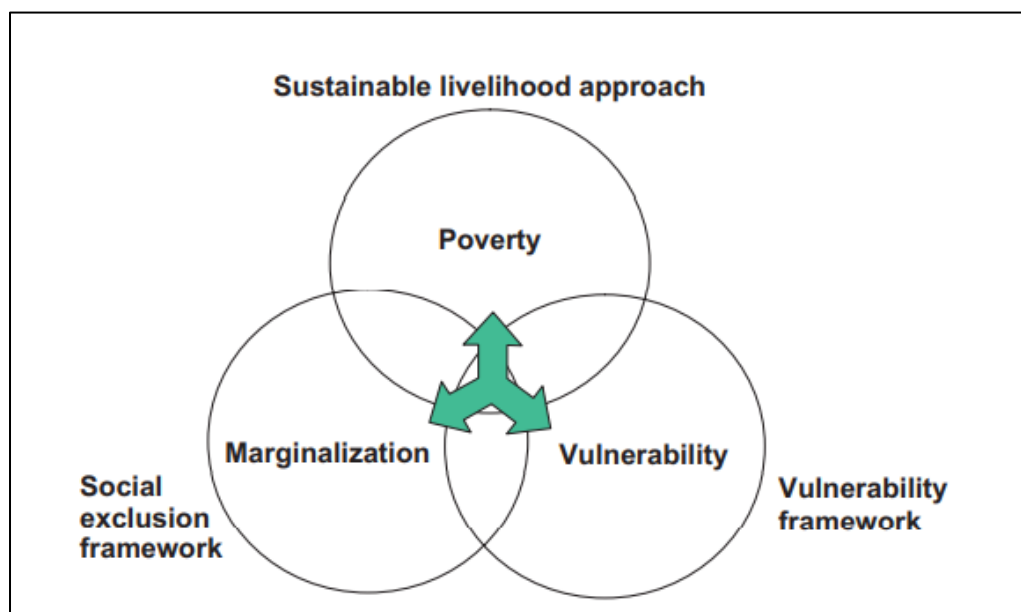 Sustainable livelihood approach
Poverty
Marginalization
Vulnerability
Social
exclusion
framework
Vulnerability
framework